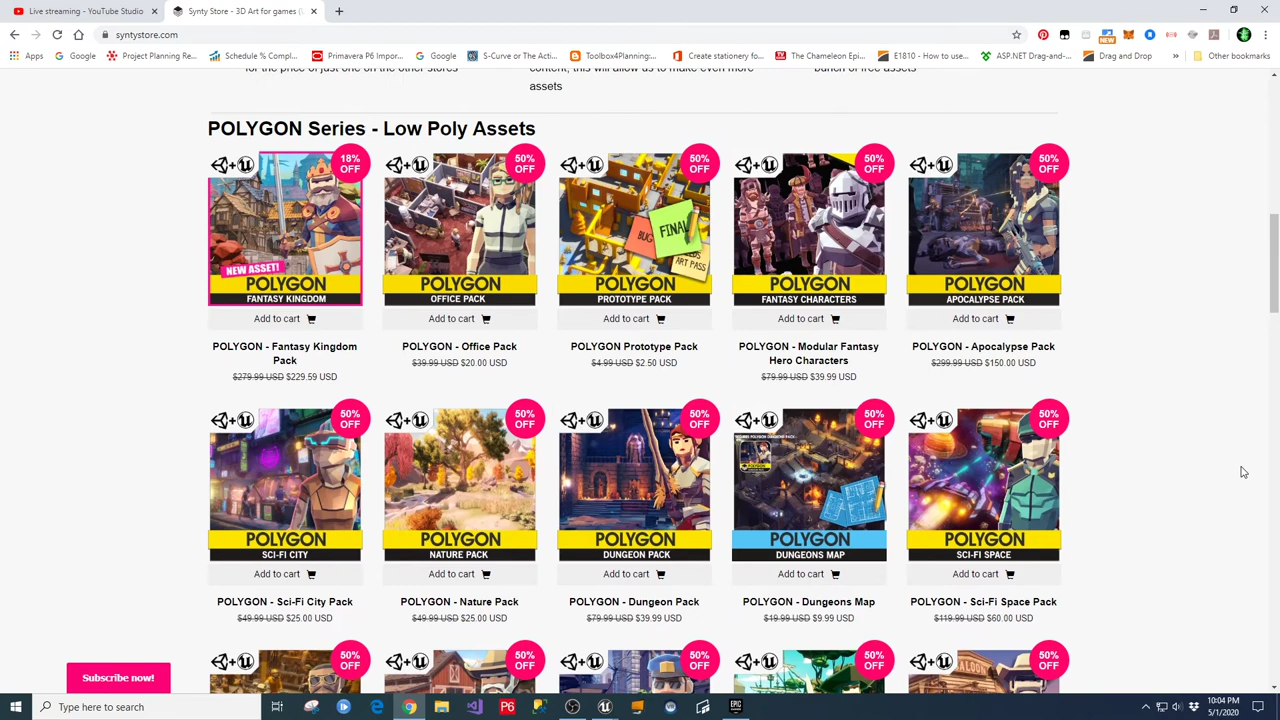 Live streaming - YouTube Studio
Synty Store - 3D Art for games (L
syntystore.com
Apps
Google
Project Planning Re...
Schedule % Compl...
Primavera P6 Impor...
Google
S-Curve or The Acti...
Toolbox4Planning:...
Create stationery fo...
The Chameleon Epi...
E1810 - How to use...
ASP.NET Drag-and-...
Drag and Drop
Other bookmarks
NEW
for the price of just one on the other stores
content, this will allow us to make even more
assets
bunch of free assets
POLYGON Series - Low Poly Assets
18% OFF
50% OFF
50% OFF
50% OFF
50% OFF
BUG
FINAL
ART PASS
NEW ASSET!
POLYGON
FANTASY KINGDOM
POLYGON
OFFICE PACK
POLYGON
PROTOTYPE PACK
POLYGON
FANTASY CHARACTERS
POLYGON
APOCALYPSE PACK
Add to cart
Add to cart
Add to cart
Add to cart
Add to cart
POLYGON - Fantasy Kingdom
Pack
$279.99 USD $229.59 USD
POLYGON - Office Pack
$39.99 USD $20.00 USD
POLYGON Prototype Pack
$4.99 USD $2.50 USD
POLYGON - Modular Fantasy
Hero Characters
$79.99 USD $39.99 USD
POLYGON - Apocalypse Pack
$299.99 USD $150.00 USD
50% OFF
50% OFF
50% OFF
50% OFF
50% OFF
POLYGON
SCI-FI CITY
POLYGON
NATURE PACK
POLYGON
DUNGEON PACK
POLYGON
DUNGEONS MAP
POLYGON
SCI-FI SPACE
Add to cart
Add to cart
Add to cart
Add to cart
Add to cart
POLYGON - Sci-Fi City Pack
$49.99 USD $25.00 USD
POLYGON - Nature Pack
$49.99 USD $25.00 USD
POLYGON - Dungeon Pack
$79.99 USD $39.99 USD
POLYGON - Dungeons Map
$19.99 USD $9.99 USD
POLYGON - Sci-Fi Space Pack
$119.99 USD $60.00 USD
50% OFF
50% OFF
50% OFF
50% OFF
50% OFF
SALOON
Subscribe now!
Type here to search
P6
EPIC
10:04 PM
5/1/2020